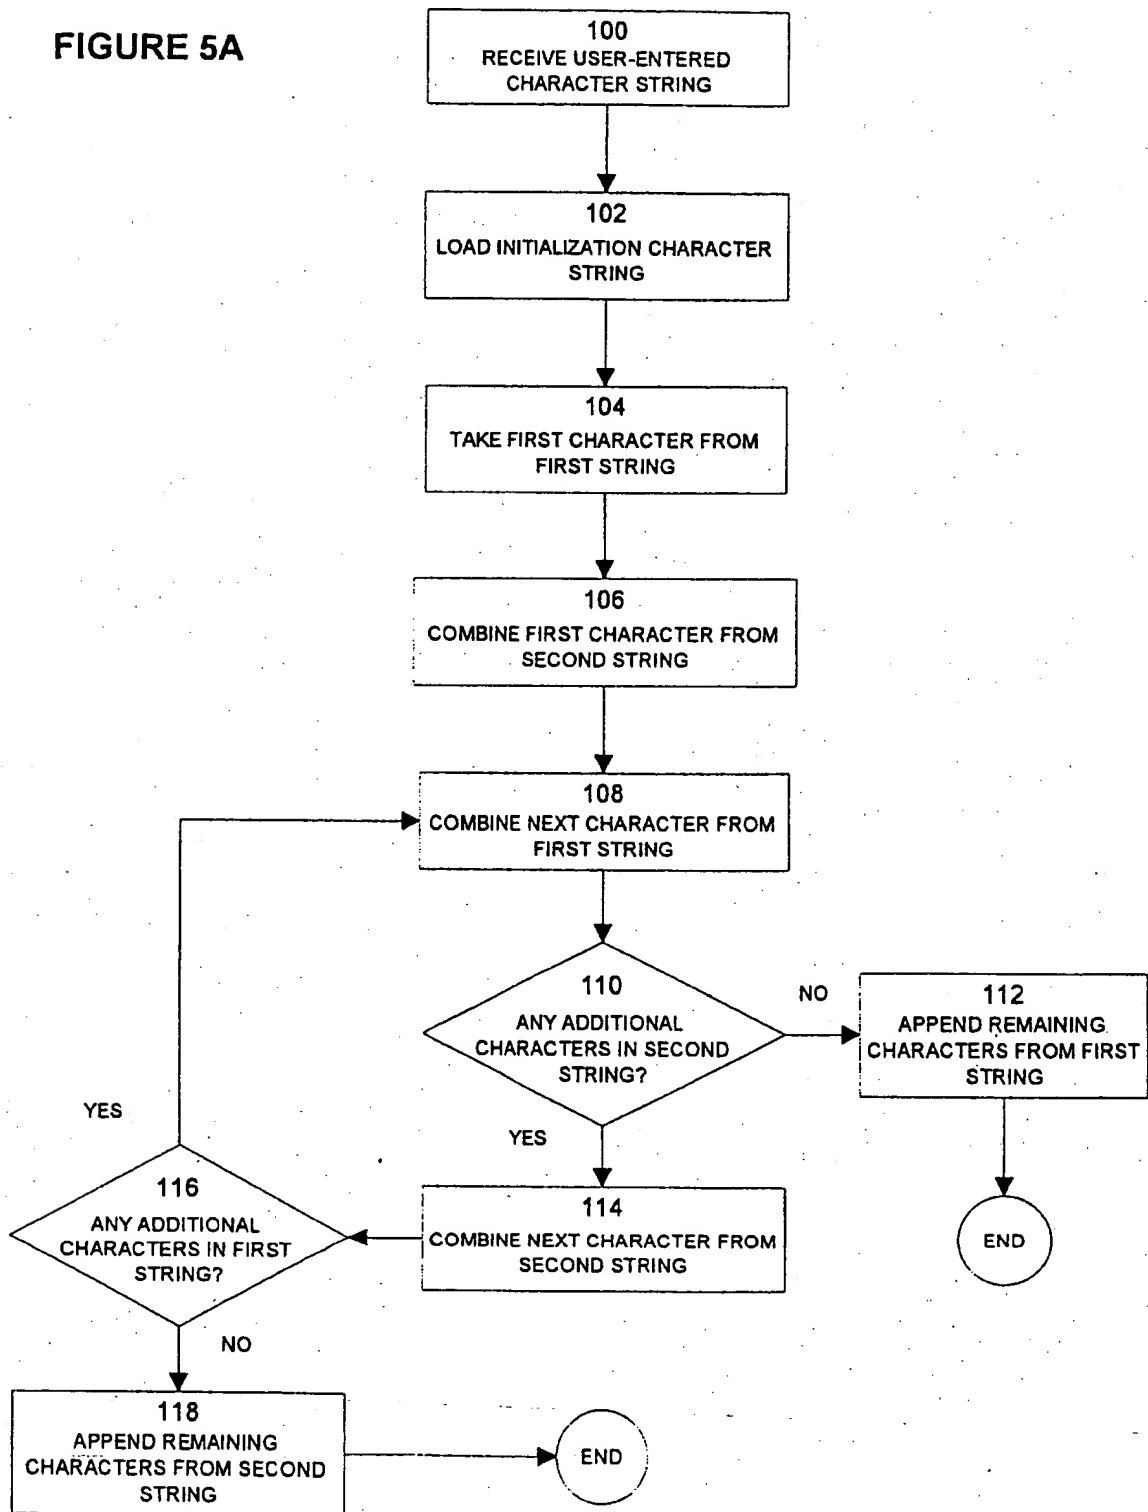 FIGURE 5A
100
RECEIVE USER-ENTERED
CHARACTER STRING
102
LOAD INITIALIZATION CHARACTER
STRING
104
TAKE FIRST CHARACTER FROM
FIRST STRING
106
COMBINE FIRST CHARACTER FROM
SECOND STRING
108
COMBINE NEXT CHARACTER FROM
FIRST STRING
110
ANY ADDITIONAL
CHARACTERS IN SECOND
STRING?
NO
112
APPEND REMAINING
CHARACTERS FROM FIRST
STRING
END
YES
114
COMBINE NEXT CHARACTER FROM
SECOND STRING
YES
116
ANY ADDITIONAL
CHARACTERS IN FIRST
STRING?
NO
118
APPEND REMAINING
CHARACTERS FROM SECOND
STRING
END